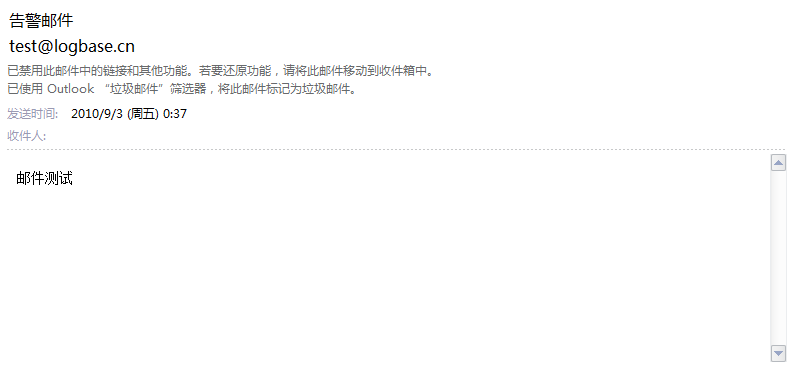 告警邮件
test@logbase.cn
已禁用此邮件中的链接和其他功能。若要还原功能，请将此邮件移动到收件箱中。
已使用 Outlook “垃圾邮件”筛选器，将此邮件标记为垃圾邮件。
发送时间: 2010/9/3 (周五) 0:37
收件人:
邮件测试